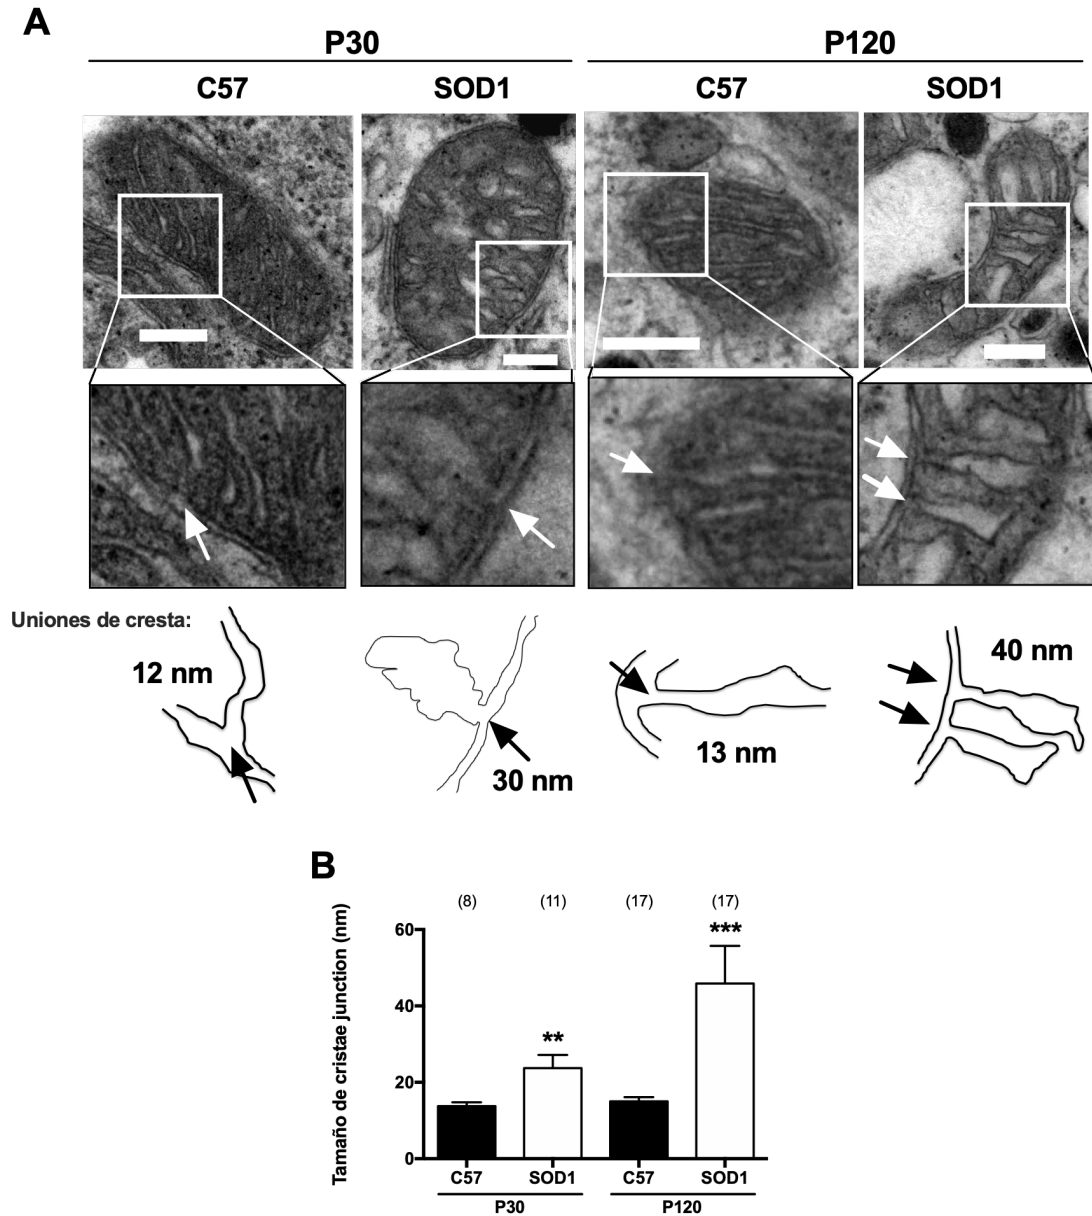 A
P30 P120
C57 SOD1 C57 SOD1
Uniones de cresta:
12 nm
30 nm
13 nm
40 nm
B
(8) (11) (17) (17)
Tamaño de cristae junction (nm)
60
40
20
0
** ***
C57 SOD1 C57 SOD1
P30 P120